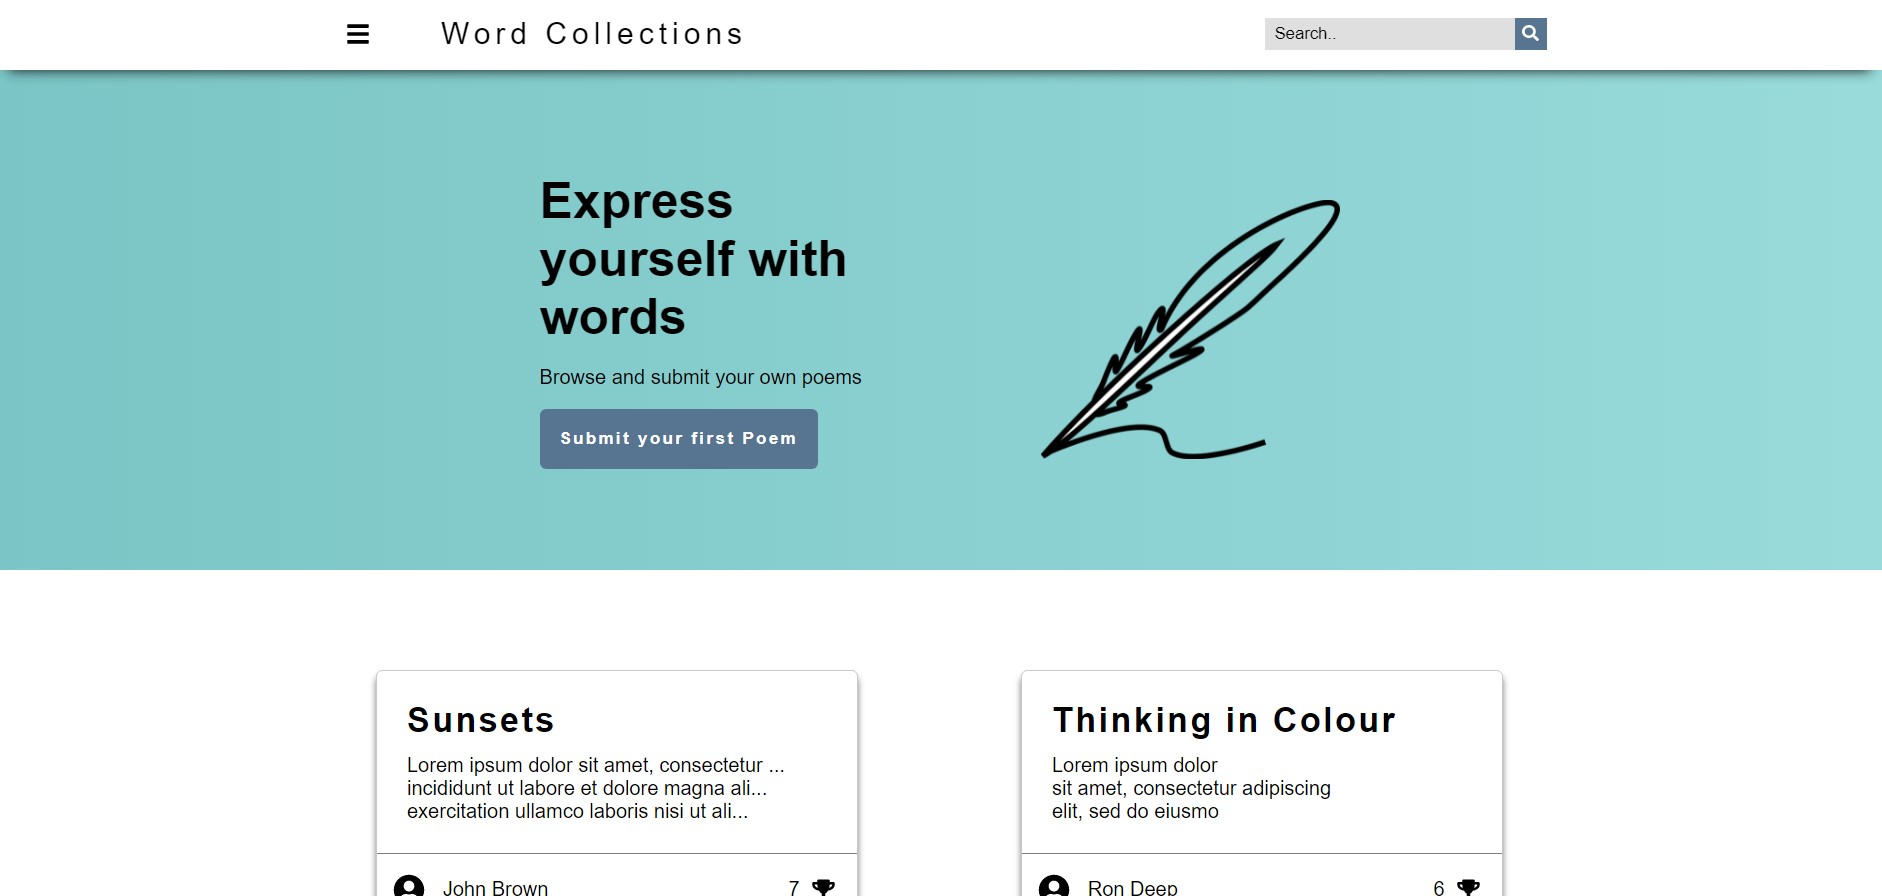 Word Collections
Search..
Express
yourself with
words
Browse and submit your own poems
Submit your first Poem
Sunsets
Lorem ipsum dolor sit amet, consectetur ...
incididunt ut labore et dolore magna ali...
exercitation ullamco laboris nisi ut ali...
John Brown
7
Thinking in Colour
Lorem ipsum dolor
sit amet, consectetur adipiscing
elit, sed do eiusmo
Ron Deep
6